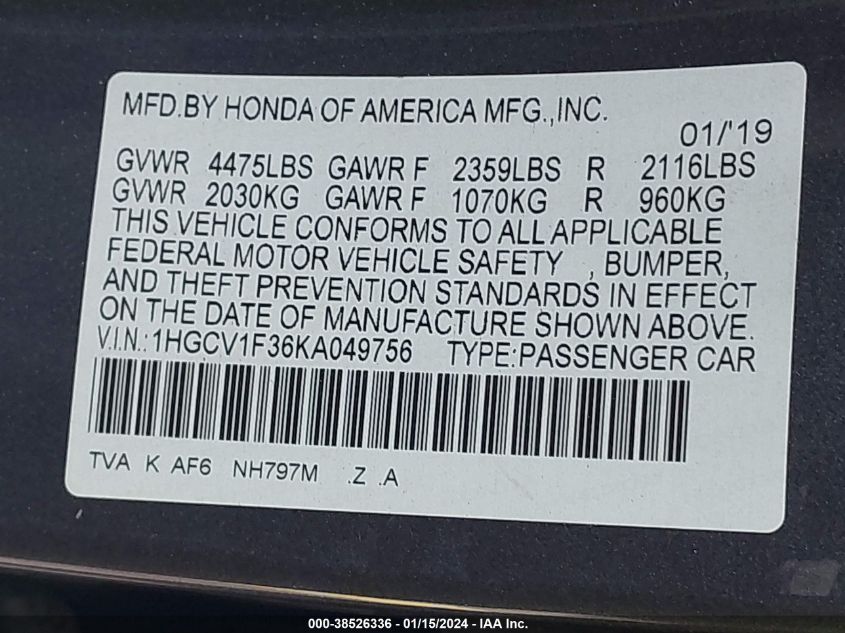 MFD.BY HONDA OF AMERICA MFG.,INC.
01/'19
GVWR 4475LBS GAWR F 2359LBS R 2116LBS
GVWR 2030KG GAWR F 1070KG R 960KG
THIS VEHICLE CONFORMS TO ALL APPLICABLE
FEDERAL MOTOR VEHICLE SAFETY , BUMPER,
AND THEFT PREVENTION STANDARDS IN EFFECT
ON THE DATE OF MANUFACTURE SHOWN ABOVE.
V.I.N.: 1HGCV1F36KA049756 TYPE:PASSENGER CAR
TVA K AF6 NH797M .Z .A
000-38526336 - 01/15/2024 - IAA Inc.